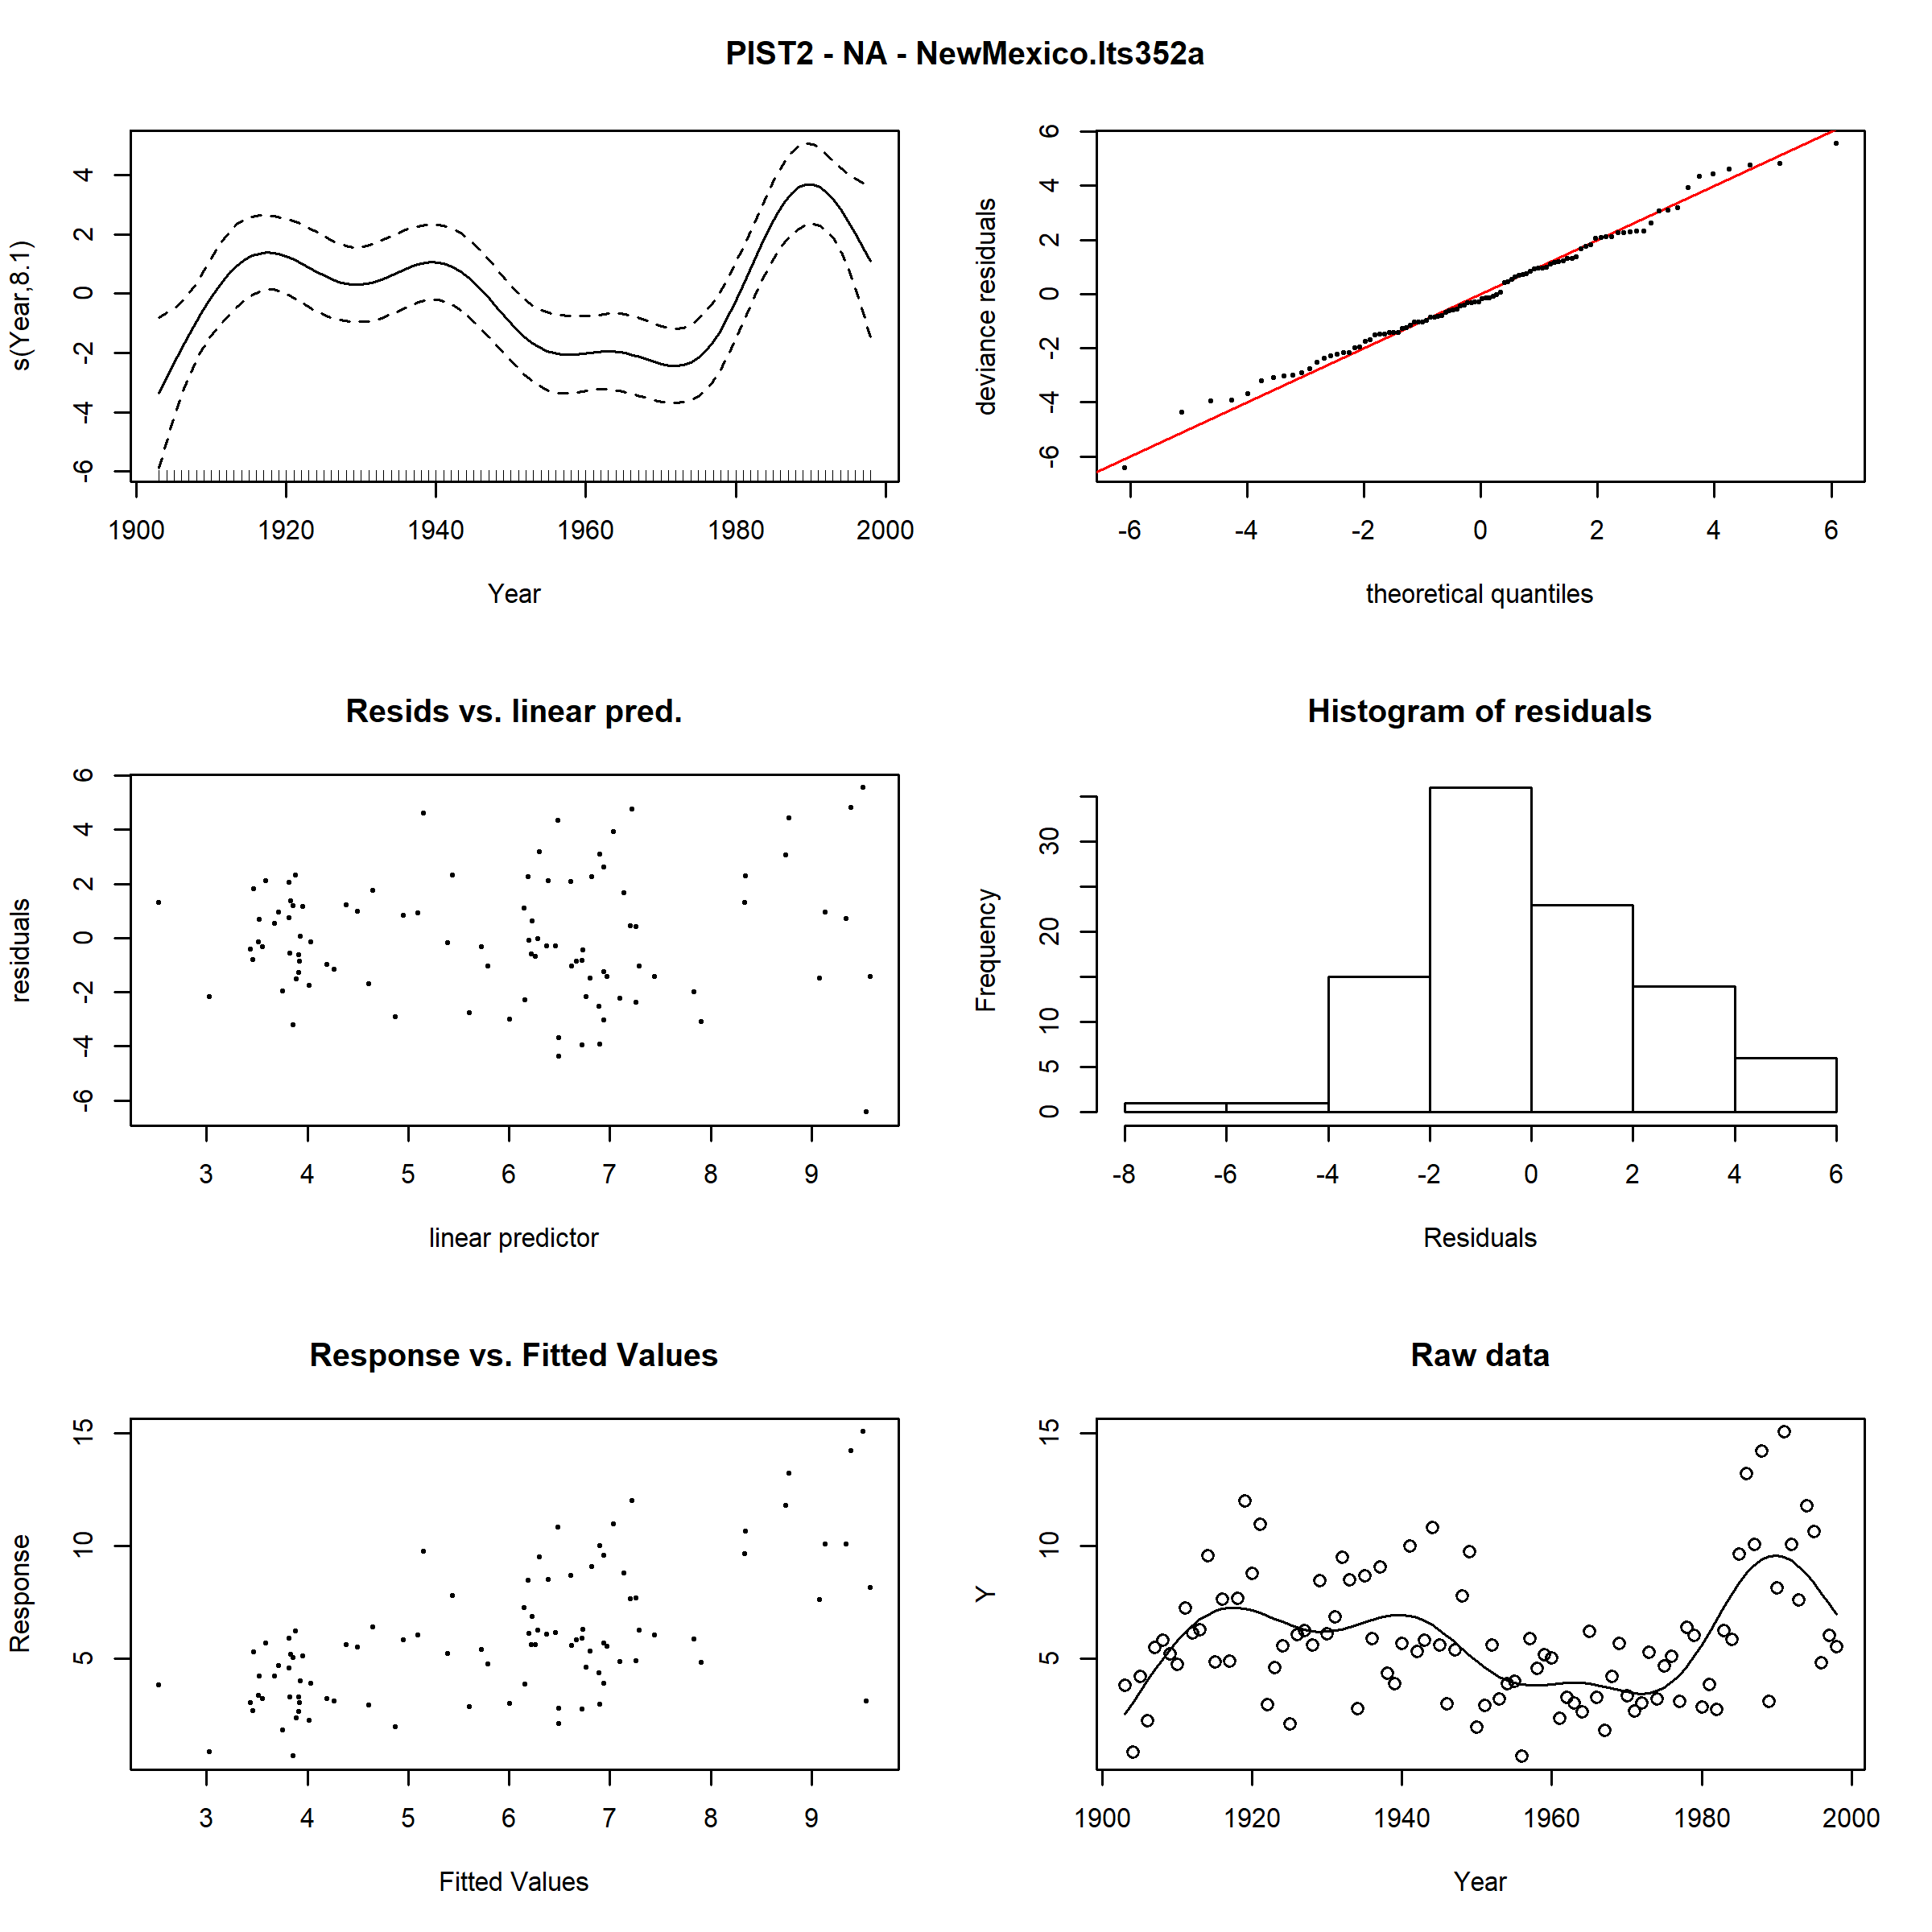 PIST2 - NA - NewMexico.lts352a
s(Year,8.1)
4
2
0
-2
-4
-6
1900 1920 1940 1960 1980 2000
Year
deviance residuals
6
4
2
0
-2
-4
-6
-6 -4 -2 0 2 4 6
theoretical quantiles
Resids vs. linear pred.
residuals
6
4
2
0
-2
-4
-6
3 4 5 6 7 8 9
linear predictor
Histogram of residuals
Frequency
30
20
10
5
0
-8 -6 -4 -2 0 2 4 6
Residuals
Response vs. Fitted Values
Response
15
10
5
3 4 5 6 7 8 9
Fitted Values
Raw data
Y
15
10
5
1900 1920 1940 1960 1980 2000
Year